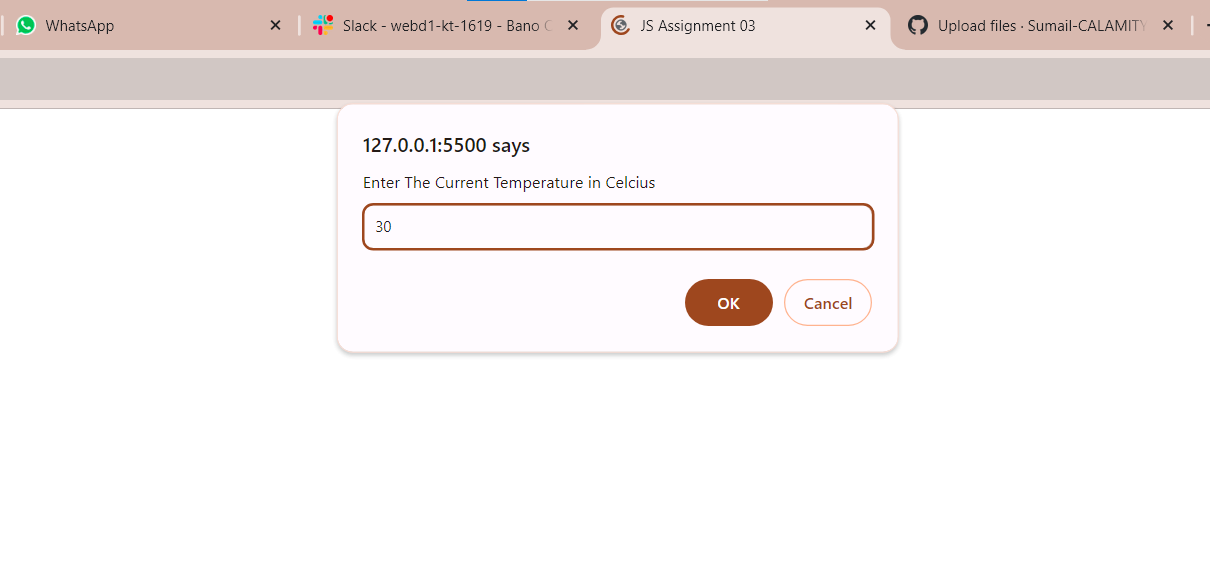 WhatsApp
Slack - webd1-kt-1619 - Bano
JS Assignment 03
Upload files · Sumail-CALAMITY
127.0.0.1:5500 says
Enter The Current Temperature in Celcius
30
OK
Cancel